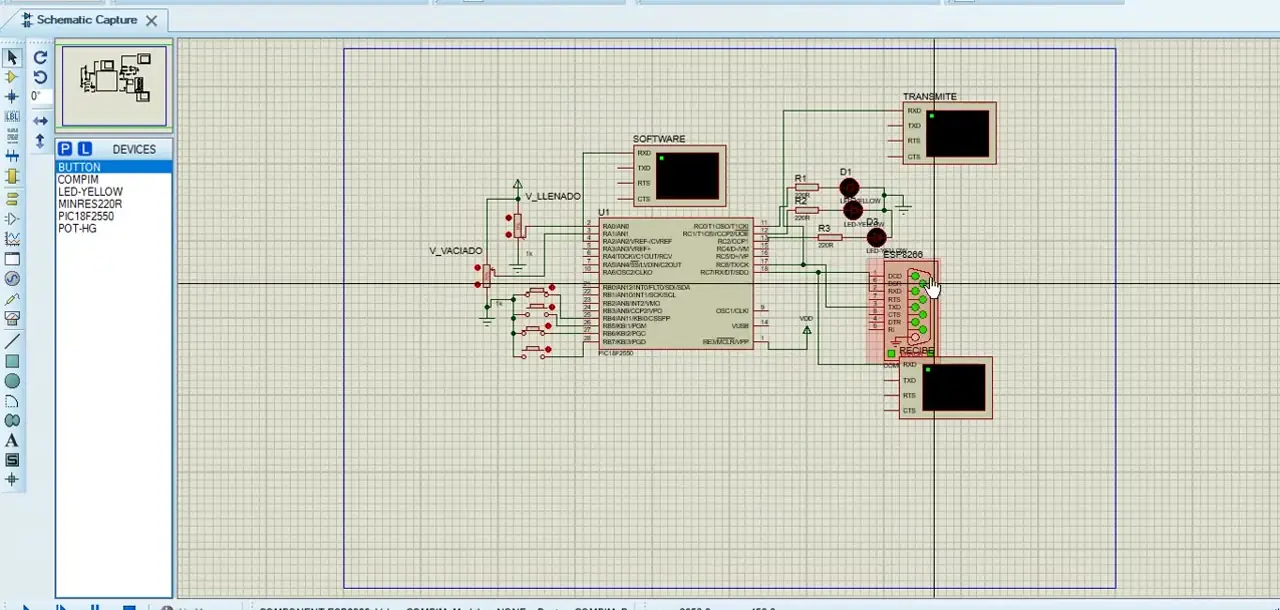 Schematic Capture
0°
P L DEVICES
BUTTON
COMPIM
LED-YELLOW
MINRES220R
PIC18F2550
POT-HG
TRANSMITE
RXD
TXD
RTS
CTS
SOFTWARE
RXD
TXD
RTS
CTS
V_LLENADO
1k
V_VACIADO
1k
U1
RA0/AN0
RA1/AN1
RA2/AN2/VREF-/CVREF
RA3/AN3/VREF+
RA4/T0CKI/C1OUT/RCV
RA5/AN4/SS/LVDIN/C2OUT
RA6/OSC2/CLKO
RB0/AN12/INT0/FLT0/SDI/SDA
RB1/AN10/INT1/SCK/SCL
RB2/AN8/INT2/VMO
RB3/AN9/CCP2/VPO
RB4/AN11/KBI0/CSSPP
RB5/KBI1/PGM
RB6/KBI2/PGC
RB7/KBI3/PGD
RC0/T1OSO/T1CKI
RC1/T1OSI/CCP2/UOE
RC2/CCP1
RC4/D-/VM
RC5/D+/VP
RC6/TX/CK
RC7/RX/DT/SDO
OSC1/CLKI
VUSB
RE3/MCLR/VPP
PIC18F2550
R1
220R
R2
220R
R3
220R
D1
VDD
ESP8266
DCD
DSR
RXD
RTS
TXD
CTS
DTR
RI
RECIBE
RXD
TXD
RTS
CTS